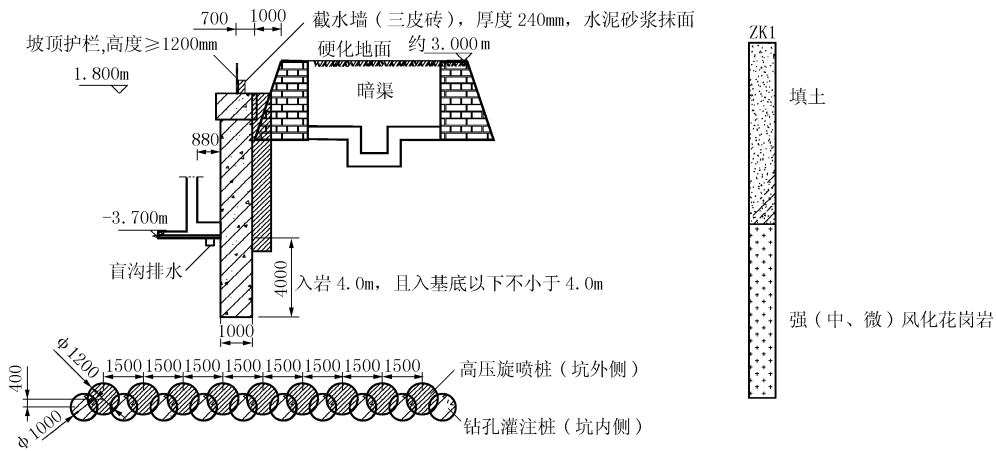 700
1000
截水墙（三皮砖），厚度240mm，水泥砂浆抹面
坡顶护栏,高度≥1200mm
硬化地面
约3.000m
1.800m
暗渠
880
-3.700m
盲沟排水
4000
入岩4.0m，且入基底以下不小于4.0m
1000
ZK1
填土
强（中、微）风化花岗岩
φ1200
1500 1500 1500 1500 1500 1500 1500 1500
高压旋喷桩（坑外侧）
400
φ1000
钻孔灌注桩（坑内侧）